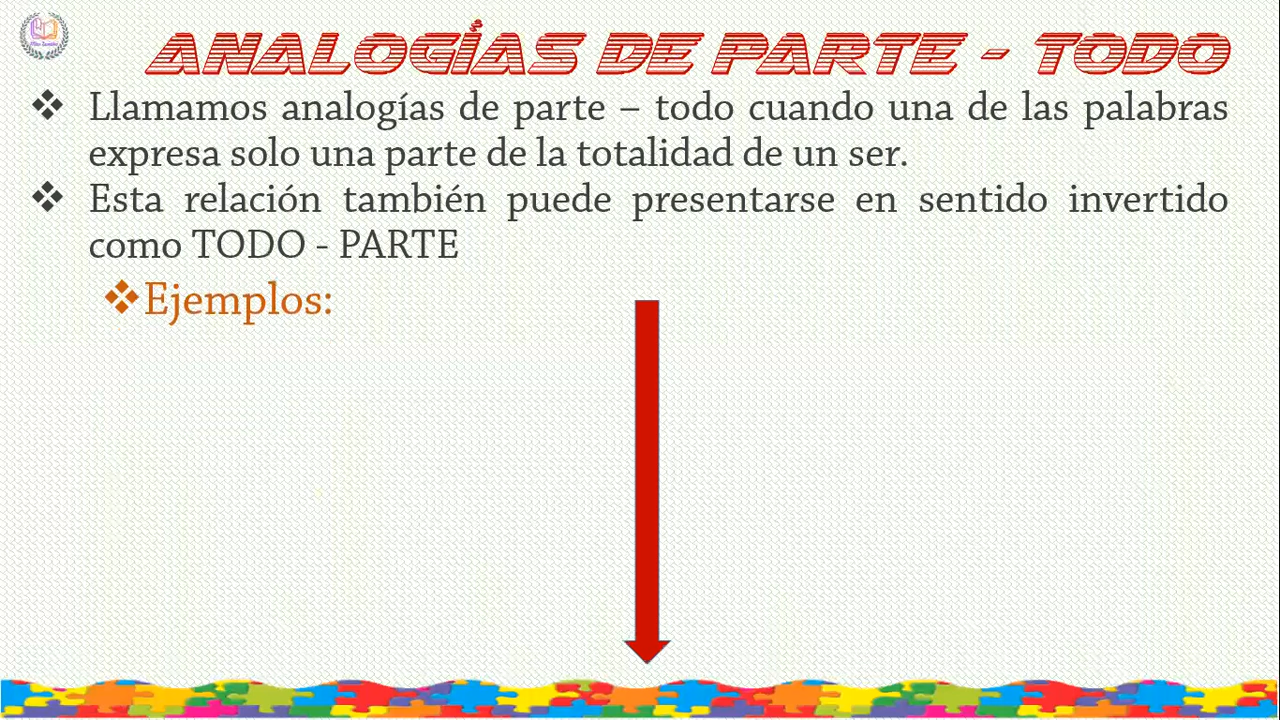 ANALOGÍAS DE PARTE - TODO
Llamamos analogías de parte – todo cuando una de las palabras
expresa solo una parte de la totalidad de un ser.
Esta relación también puede presentarse en sentido invertido
como TODO - PARTE
Ejemplos: